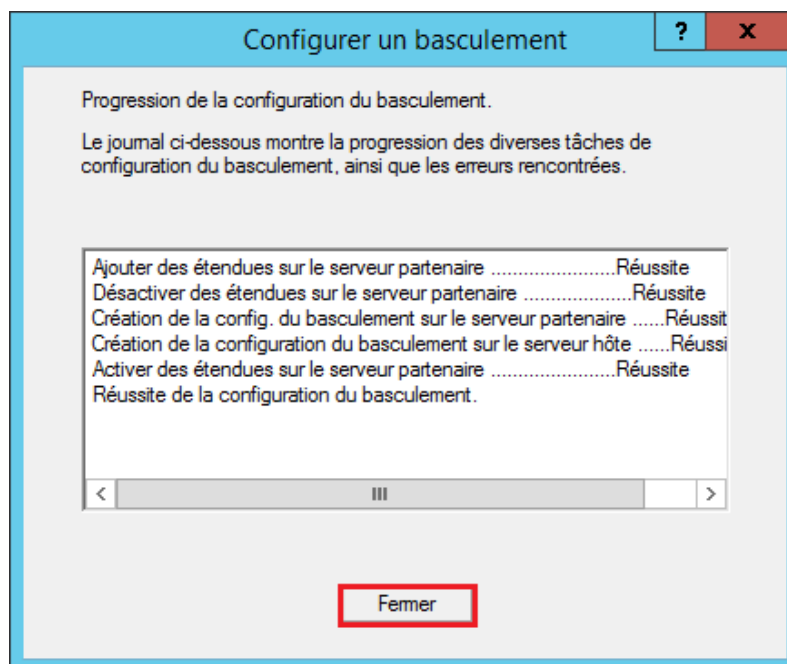 Configurer un basculement
?
x
Progression de la configuration du basculement.
Le journal ci-dessous montre la progression des diverses tâches de
configuration du basculement, ainsi que les erreurs rencontrées.
Ajouter des étendues sur le serveur partenaire .......................Réussite
Désactiver des étendues sur le serveur partenaire ....................Réussite
Création de la config. du basculement sur le serveur partenaire ......Réussit
Création de la configuration du basculement sur le serveur hôte ......Réussi
Activer des étendues sur le serveur partenaire .......................Réussite
Réussite de la configuration du basculement.
Fermer